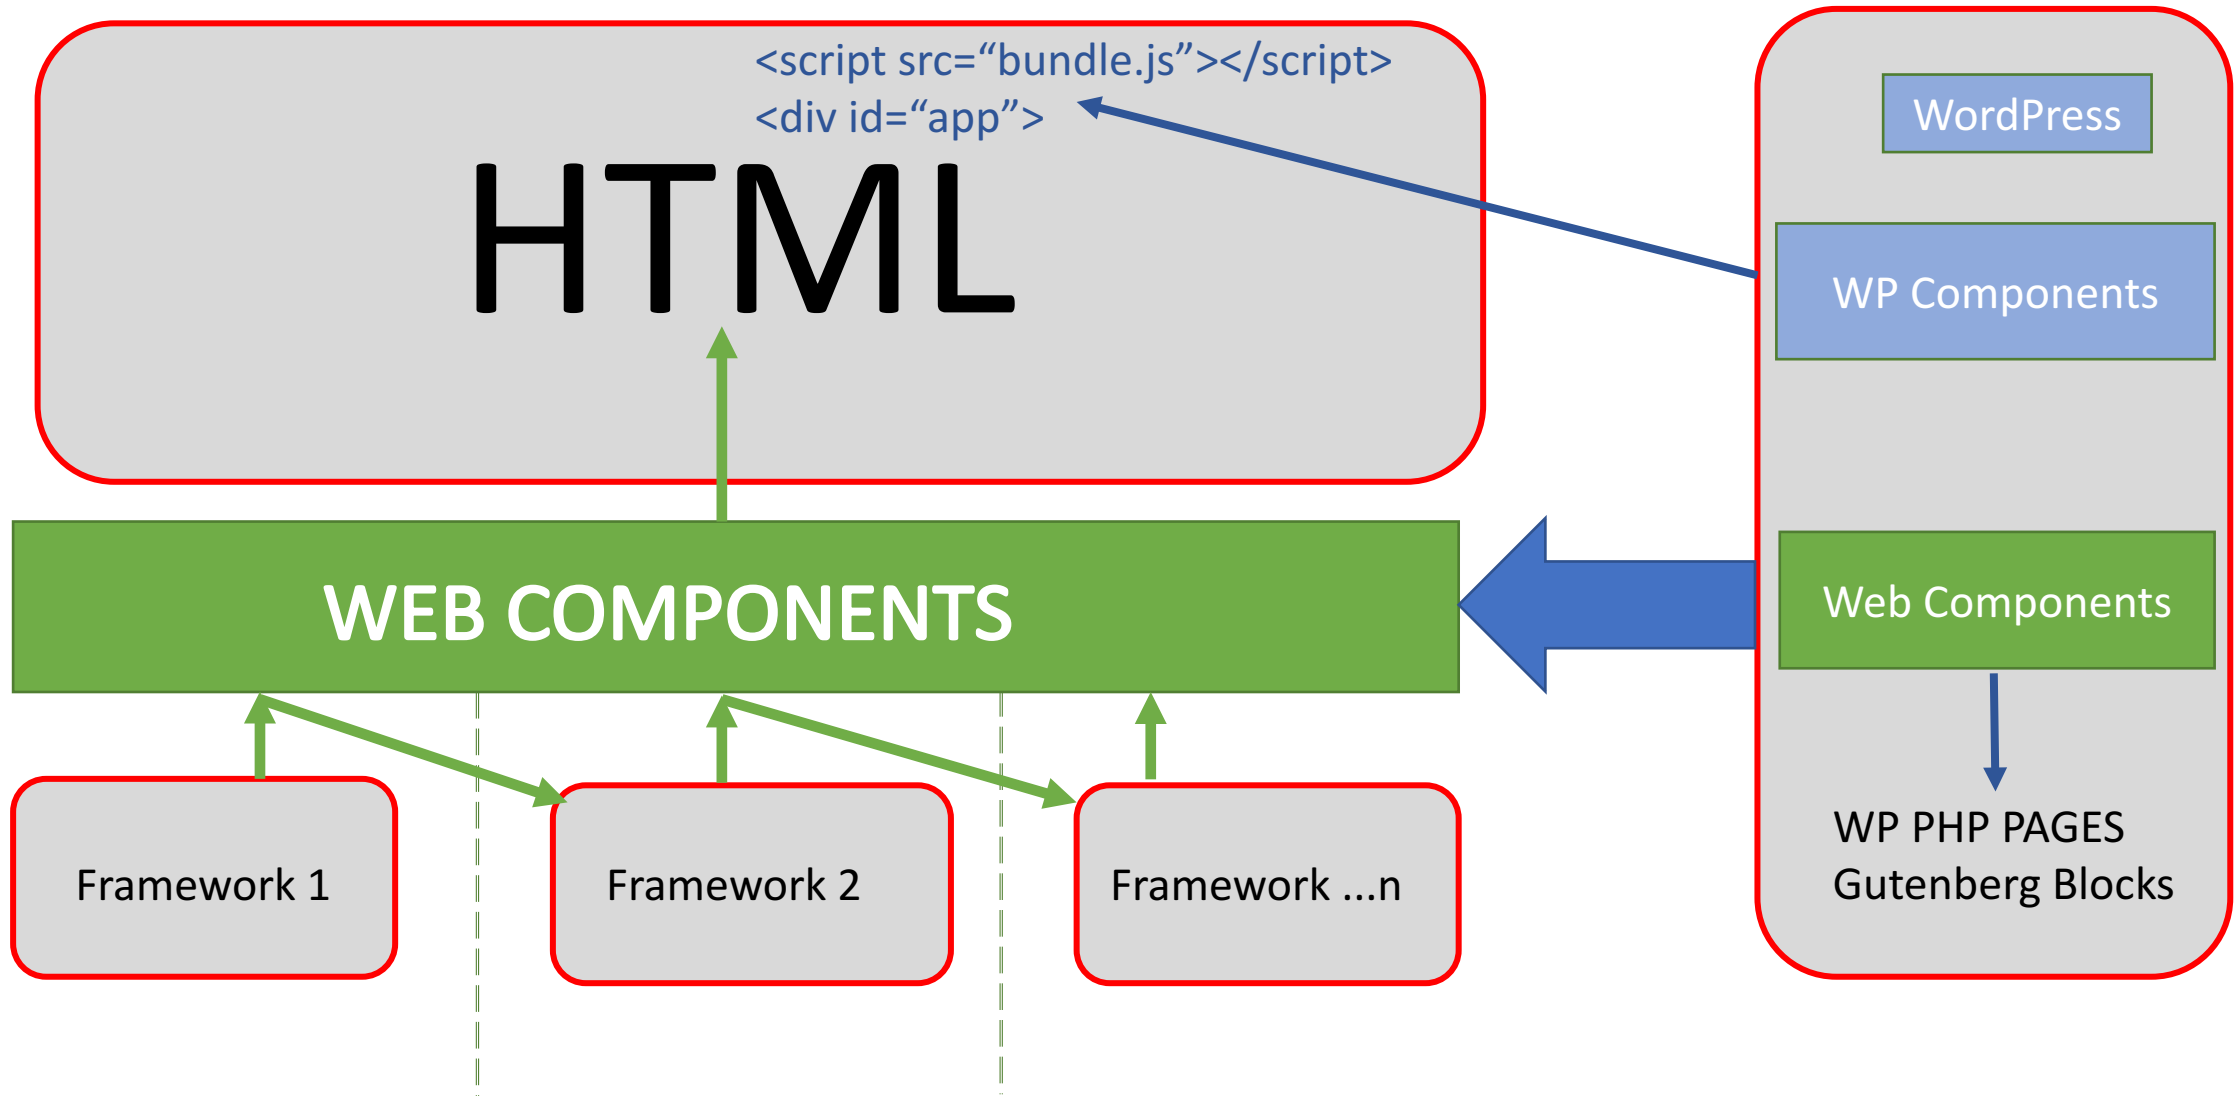 <script src=“bundle.js”></script>
<div id=“app”>
HTML
WEB COMPONENTS
Framework 1
Framework 2
Framework ...n
WordPress
WP Components
Web Components
WP PHP PAGES
Gutenberg Blocks